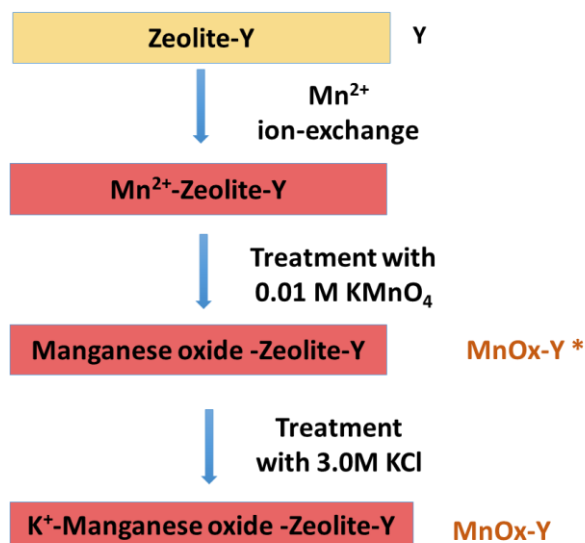 Zeolite-Y
Y
Mn²⁺
ion-exchange
Mn²⁺-Zeolite-Y
Treatment with
0.01 M KMnO₄
Manganese oxide -Zeolite-Y
MnOx-Y *
Treatment
with 3.0M KCl
K⁺-Manganese oxide -Zeolite-Y
MnOx-Y